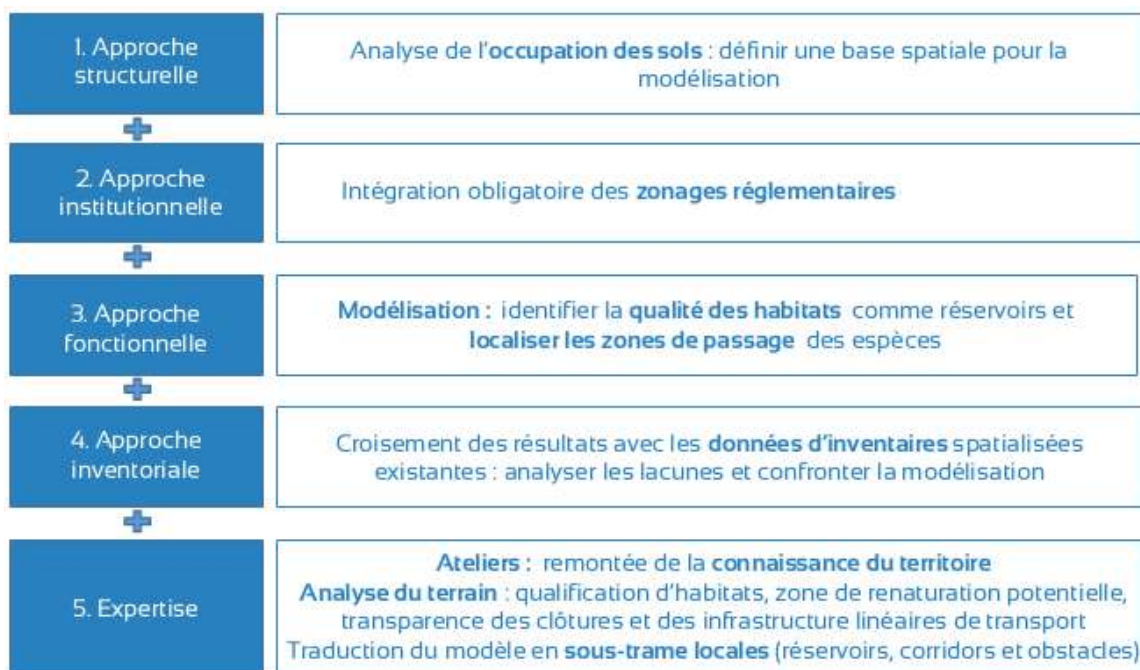 1. Approche
structurelle
Analyse de l'occupation des sols : définir une base spatiale pour la
modélisation
2. Approche
institutionnelle
Intégration obligatoire des zonages réglementaires
3. Approche
fonctionnelle
Modélisation : identifier la qualité des habitats comme réservoirs et
localiser les zones de passage des espèces
4. Approche
inventoriale
Croisement des résultats avec les données d'inventaires spatialisées
existantes : analyser les lacunes et confronter la modélisation
5. Expertise
Ateliers : remontée de la connaissance du territoire
Analyse du terrain : qualification d'habitats, zone de renaturation potentielle,
transparence des clôtures et des infrastructure linéaires de transport
Traduction du modèle en sous-trame locales (réservoirs, corridors et obstacles)